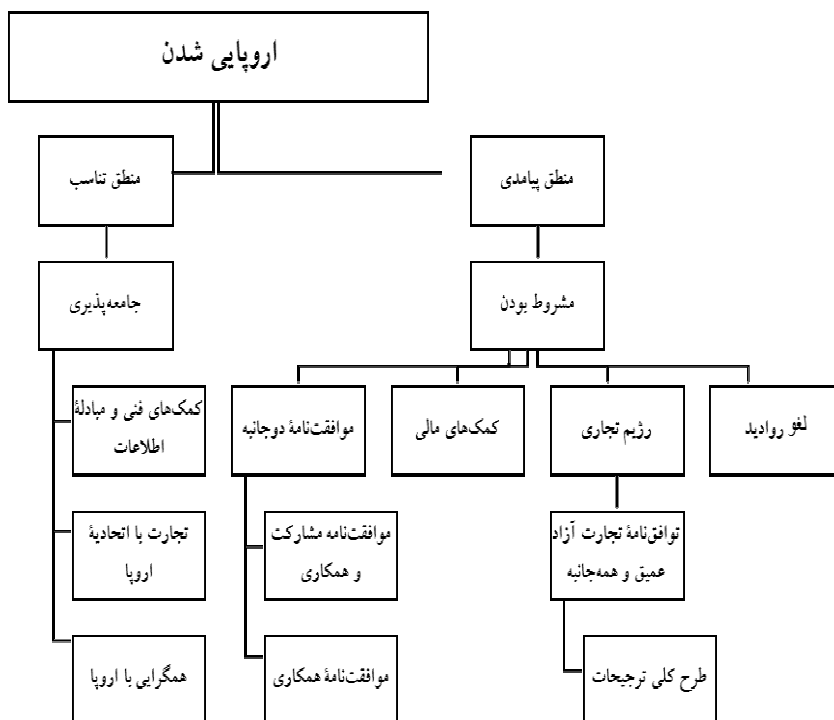 اروپایی شدن
منطق پیامدی
منطق تناسب
مشروط بودن
جامعه‌پذیری
لغو روادید
رژیم تجاری
کمک‌های مالی
موافقت‌نامهٔ دوجانبه
کمک‌های فنی و مبادلهٔ
اطلاعات
توافق‌نامهٔ تجارت آزاد
عمیق و همه‌جانبه
موافقت‌نامه مشارکت
و همکاری
تجارت با اتحادیهٔ
اروپا
طرح کلی ترجیحات
موافقت‌نامهٔ همکاری
همگرایی با اروپا